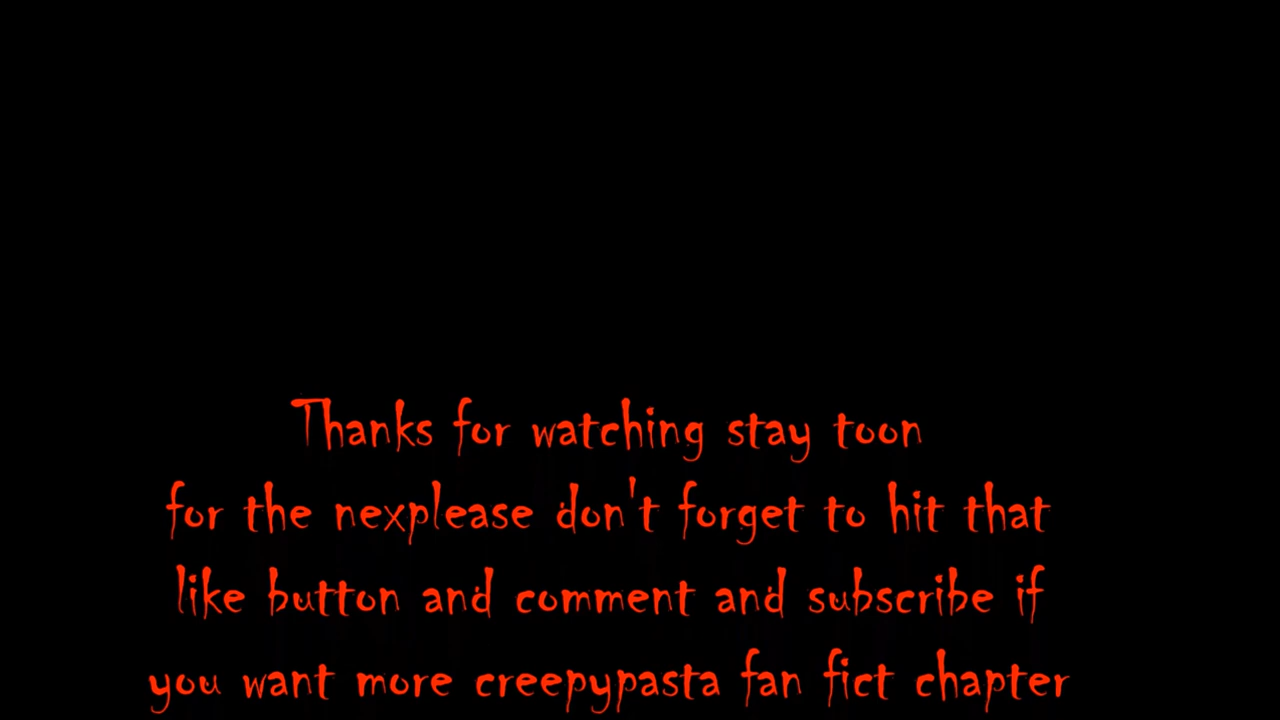 Thanks for watching stay toon
for the nexplease don't forget to hit that
like button and comment and subscribe if
you want more creepypasta fan fict chapter